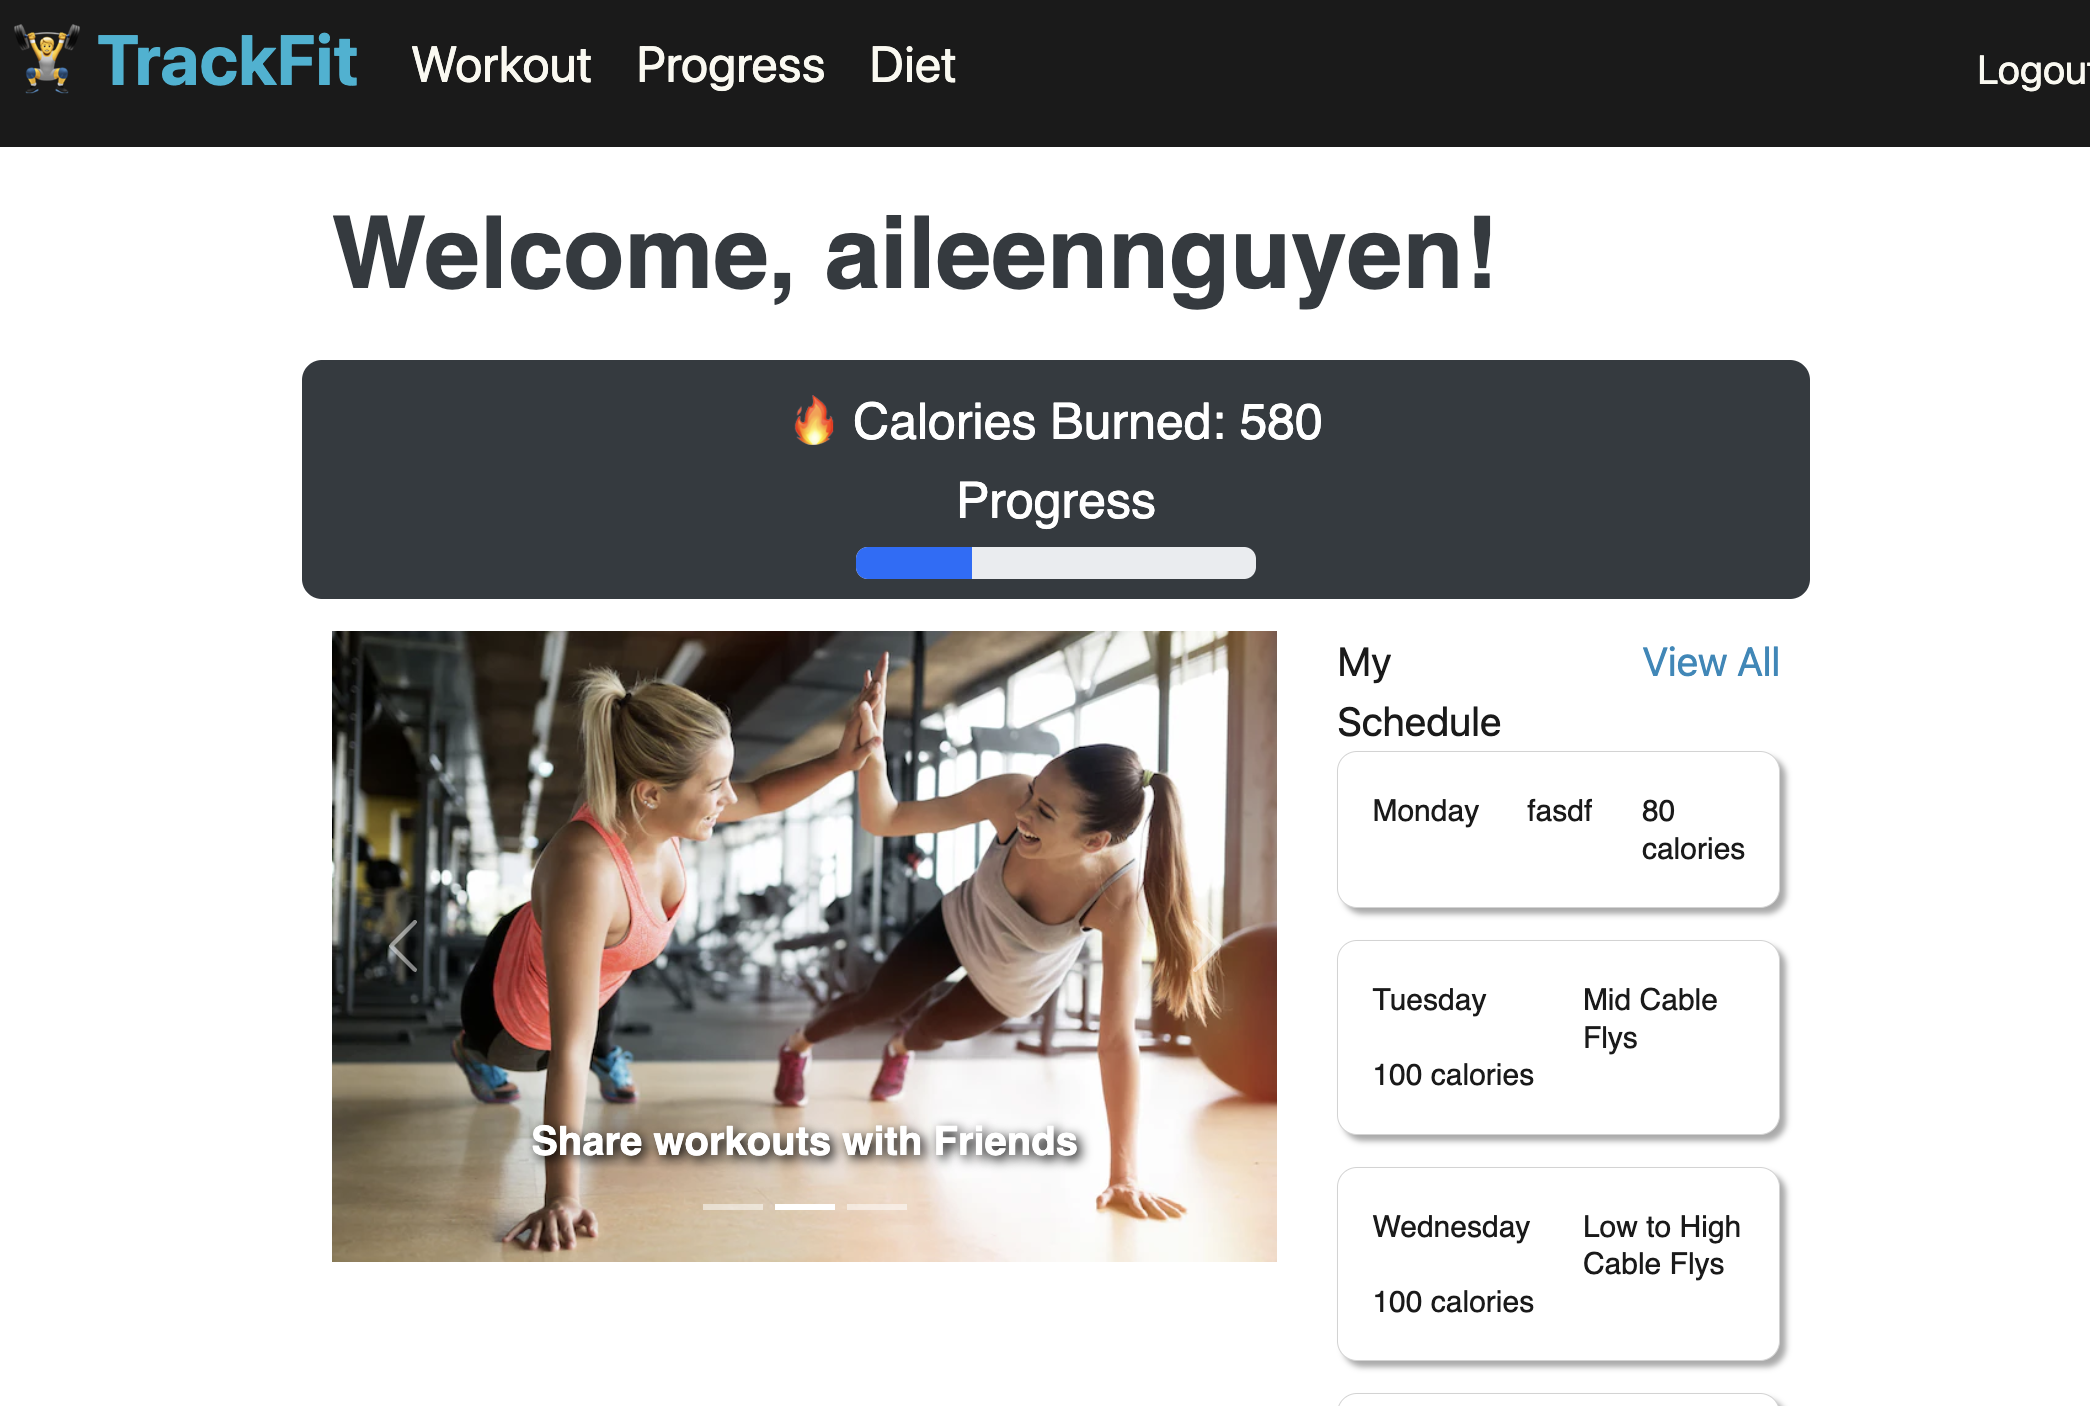 TrackFit Workout Progress Diet Logou
Welcome, aileennguyen!
🔥 Calories Burned: 580
Progress
My View All
Schedule
Monday fasdf 80
calories
Tuesday Mid Cable
Flys
100 calories
Wednesday Low to High
Cable Flys
100 calories
Share workouts with Friends